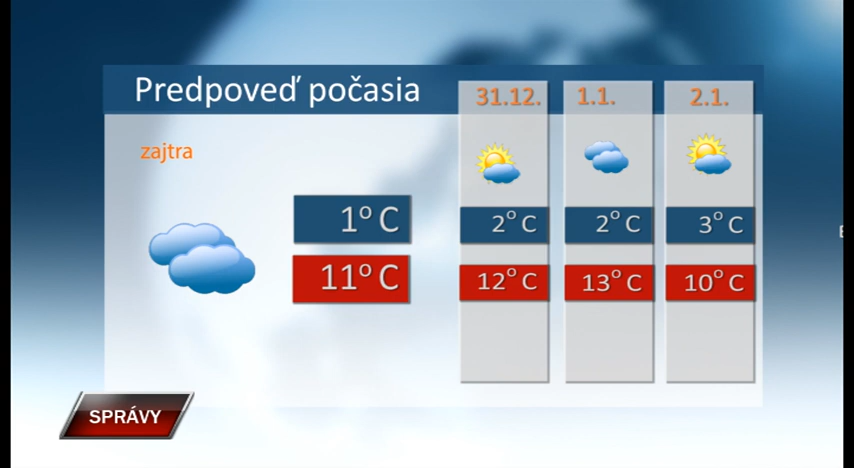 Predpoveď počasia
zajtra
1° C
11° C
31.12.
2° C
12° C
1.1.
2° C
13° C
2.1.
3° C
10° C
SPRÁVY